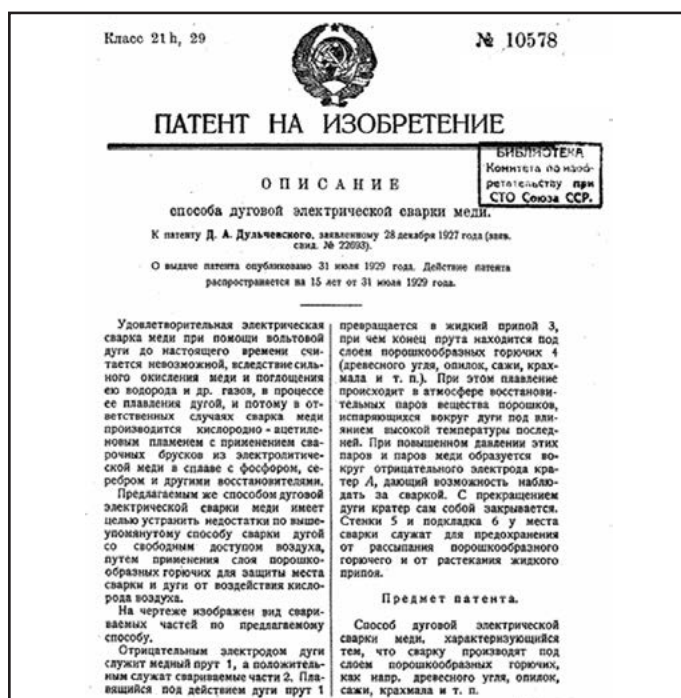 Класс 21 h, 29
№ 10578
ПАТЕНТ НА ИЗОБРЕТЕНИЕ
БИБЛИОТЕКА
Комитета по изоб-
ретательству при
СТО Союза ССР.
ОПИСАНИЕ
способа дуговой электрической сварки меди.
К патенту Д. А. Дульчевского, заявленному 28 декабря 1927 года (заяв.
свид. № 22693).
О выдаче патента опубликовано 31 июля 1929 года. Действие патента
распространяется на 15 лет от 31 июля 1929 года.
Удовлетворительная электрическая
сварка меди при помощи вольтовой
дуги до настоящего времени счи-
тается невозможной, вследствие силь-
ного окисления меди и поглощения
ею водорода и др. газов, в процессе
ее плавления дугой, и потому в от-
ветственных случаях сварка меди
производится кислородно-ацетиле-
новым пламенем с применением сва-
рочных брусков из электролитиче-
ской меди в сплаве с фосфором, се-
ребром и другими восстановителями.
Предлагаемым же способом дуговой
электрической сварки меди имеет
целью устранить недостатки по выше-
упомянутому способу сварки дугой
со свободным доступом воздуха,
путем применения слоя порошко-
образных горючих для защиты места
сварки и дуги от воздействия кисло-
рода воздуха.
На чертеже изображен вид свари-
ваемых частей по предлагаемому
способу.
Отрицательным электродом дуги
служит медный прут 1, а положитель-
ным служат свариваемые части 2. Пла-
вящийся под действием дуги прут 1
превращается в жидкий припой 3,
при чем конец прута находится под
слоем порошкообразных горючих 4
(древесного угля, опилок, сажи, крах-
мала и т. п.). При этом плавление
происходит в атмосфере восстанови-
тельных паров вещества порошков,
испаряющихся вокруг дуги под вли-
янием высокой температуры послед-
ней. При повышенном давлении этих
паров и паров меди образуется во-
круг отрицательного электрода кра-
тер А, дающий возможность наблю-
дать за сваркой. С прекращением
дуги кратер сам собой закрывается.
Стенки 5 и подкладка 6 у места
сварки служат для предохранения
от рассыпания порошкообразного
горючего и от растекания жидкого
припоя.
Предмет патента.
Способ дуговой электрической
сварки меди, характеризующийся
тем, что сварку производят под
слоем порошкообразных горючих,
как напр. древесного угля, опилок,
сажи, крахмала и т. п.